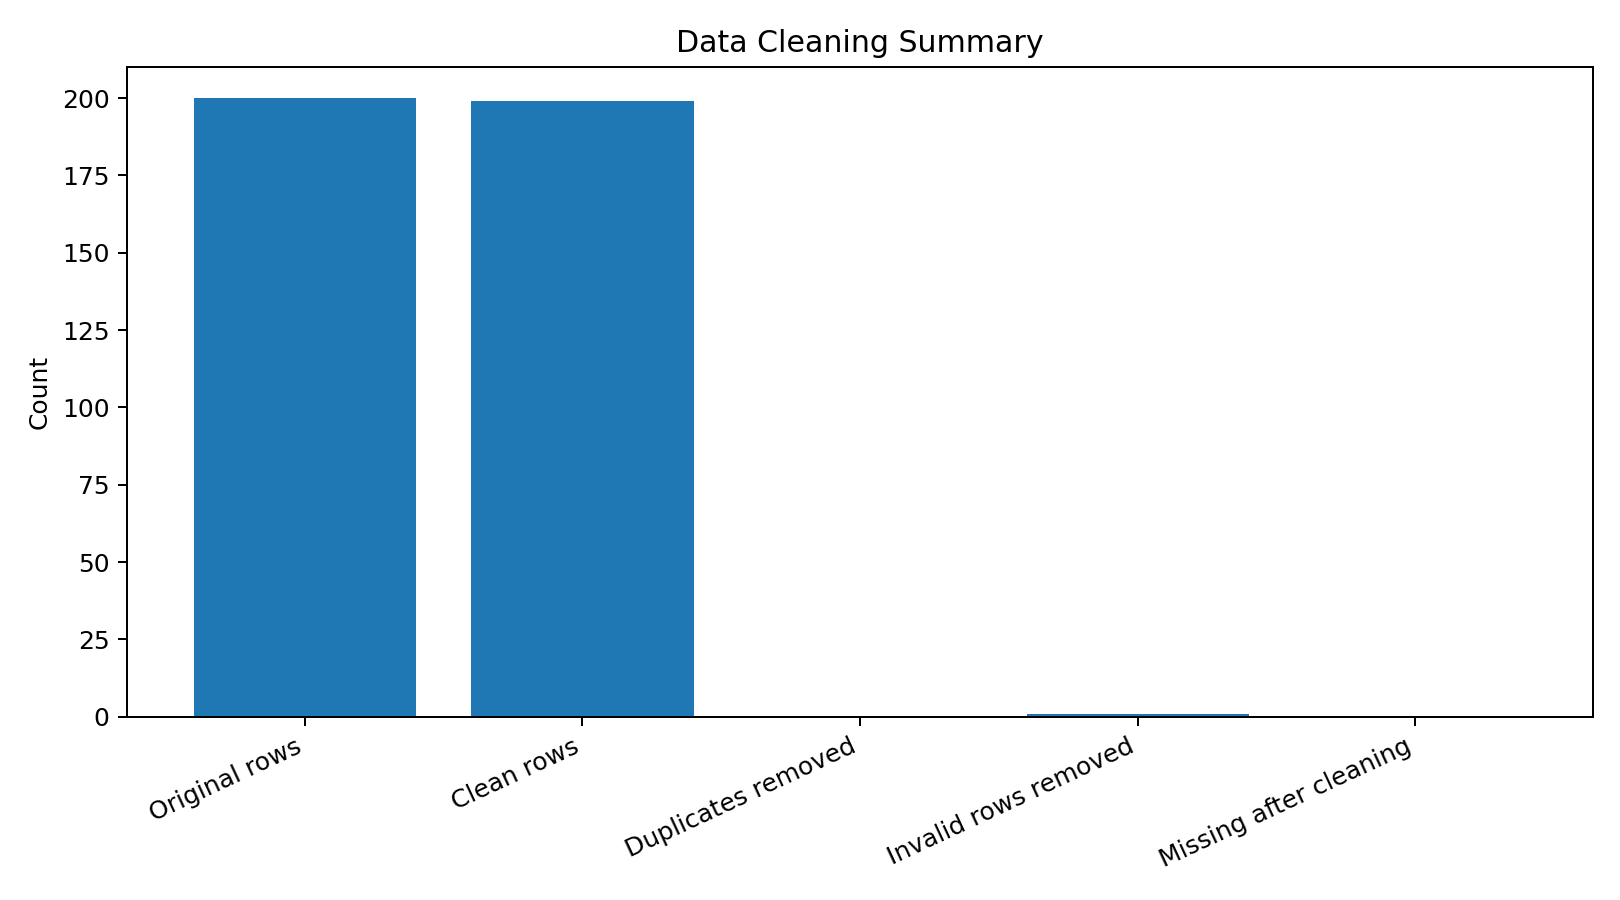 Data Cleaning Summary
Count
200
175
150
125
100
75
50
25
0
Original rows
Clean rows
Duplicates removed
Invalid rows removed
Missing after cleaning